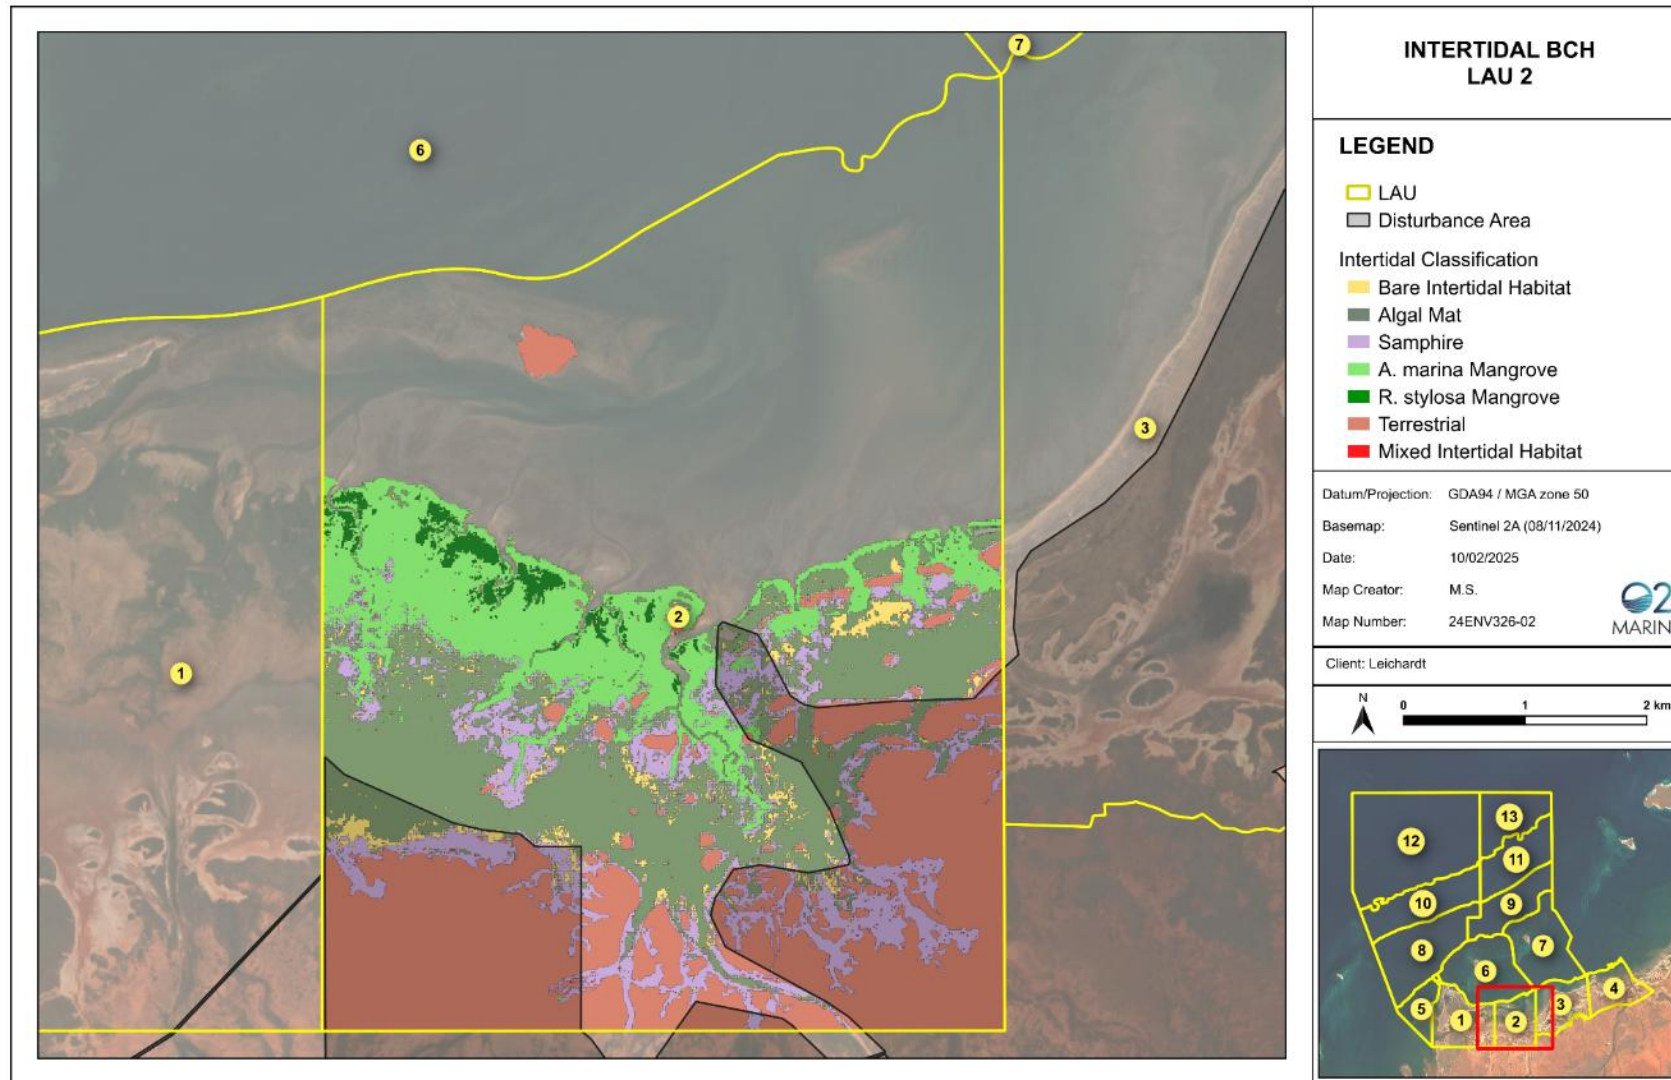 INTERTIDAL BCH
LAU 2
LEGEND
LAU
Disturbance Area
Intertidal Classification
Bare Intertidal Habitat
Algal Mat
Samphire
A. marina Mangrove
R. stylosa Mangrove
Terrestrial
Mixed Intertidal Habitat
Datum/Projection: GDA94 / MGA zone 50
Basemap: Sentinel 2A (08/11/2024)
Date: 10/02/2025
Map Creator: M.S.
Map Number: 24ENV326-02
O2
MARIN
Client: Leichardt
N
0 1 2 km
7
6
3
2
1
13
12
11
10
9
8
7
6
5
4
3
2
1